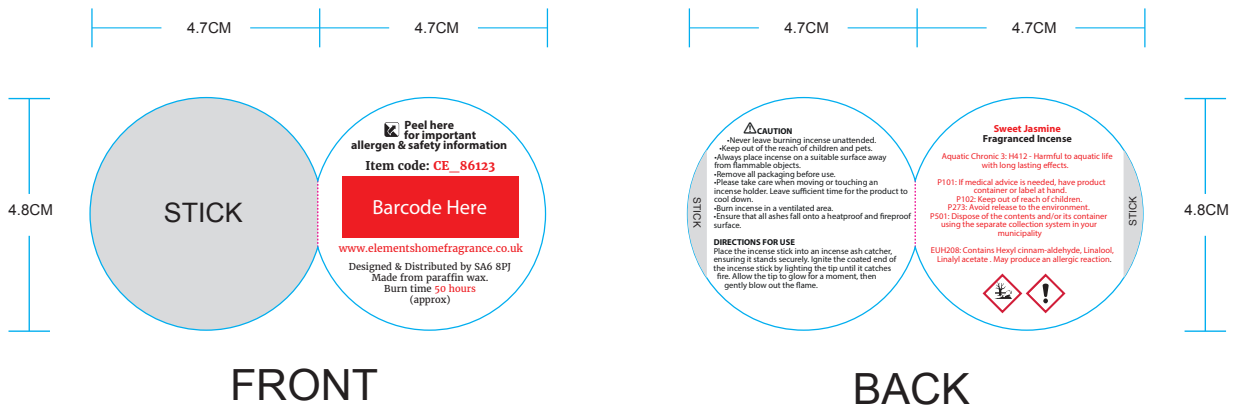 4.7CM
4.7CM
4.7CM
4.7CM
4.8CM
STICK
Peel here
for important
allergen & safety information
Item code: CE_86123
Barcode Here
www.elementshomefragrance.co.uk
Designed & Distributed by SA6 8PJ
Made from paraffin wax.
Burn time 50 hours
(approx)
FRONT
STICK
CAUTION
•Never leave burning incense unattended.
•Keep out of the reach of children and pets.
•Always place incense on a suitable surface away
from flammable objects.
•Remove all packaging before use.
•Please take care when moving or touching an
incense holder. Leave sufficient time for the product to
cool down.
•Burn incense in a ventilated area.
•Ensure that all ashes fall onto a heatproof and fireproof
surface.
DIRECTIONS FOR USE
Place the incense stick into an incense ash catcher,
ensuring it stands securely. Ignite the coated end of
the incense stick by lighting the tip until it catches
fire. Allow the tip to glow for a moment, then
gently blow out the flame.
Sweet Jasmine
Fragranced Incense
Aquatic Chronic 3: H412 - Harmful to aquatic life
with long lasting effects.
P101: If medical advice is needed, have product
container or label at hand.
P102: Keep out of reach of children.
P273: Avoid release to the environment.
P501: Dispose of the contents and/or its container
using the separate collection system in your
municipality
EUH208: Contains Hexyl cinnam-aldehyde, Linalool,
Linalyl acetate . May produce an allergic reaction.
STICK
4.8CM
BACK